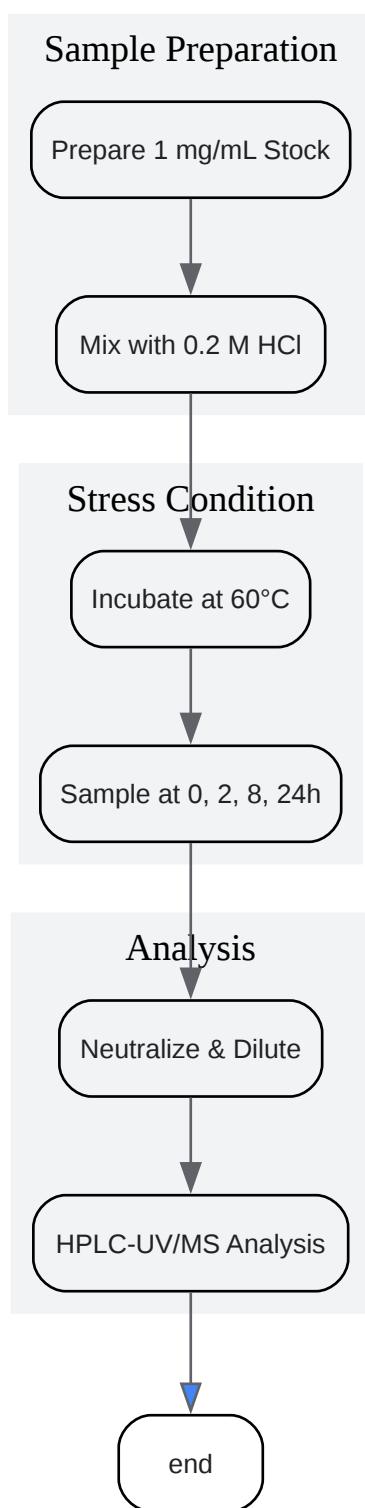 Sample Preparation
Prepare 1 mg/mL Stock
Mix with 0.2 M HCl
Stress Condition
Incubate at 60°C
Sample at 0, 2, 8, 24h
Analysis
Neutralize & Dilute
HPLC-UV/MS Analysis
end